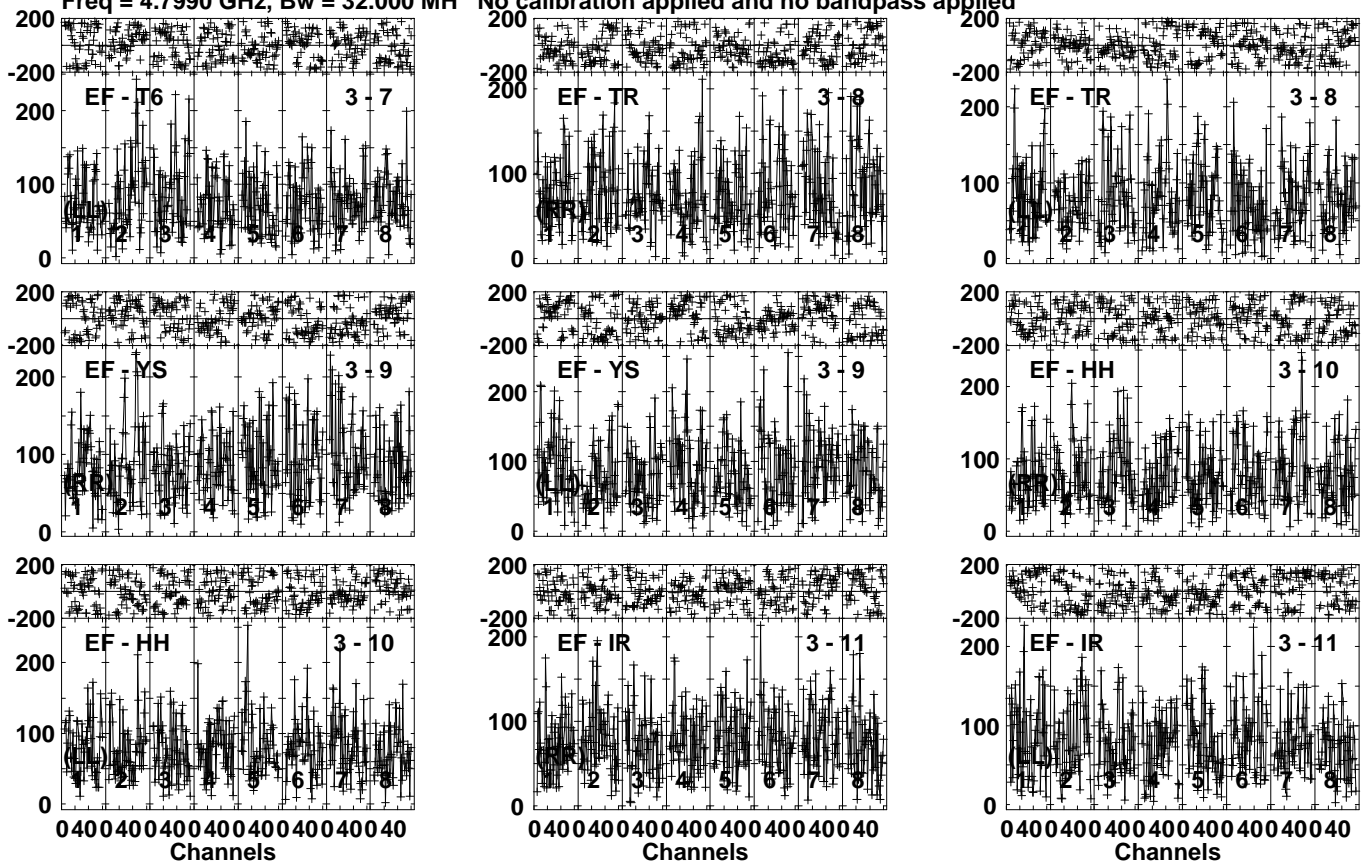 Freq = 4.7990 GHz, Bw = 32.000 MH No calibration applied and no bandpass applied
200 200 200
-200 -200 -200
EF - T6 3 - 7 EF - TR 3 - 8 EF - TR 3 - 8
200 200 200
100 100 100
(LL) (RR) (LL)
1 2 3 4 5 6 7 8 1 2 3 4 5 6 7 8 1 2 3 4 5 6 7 8
0 0 0
200 200 200
-200 -200 -200
EF - YS 3 - 9 EF - YS 3 - 9 EF - HH 3 - 10
200 200 200
100 100 100
(RR) (LL) (RR)
1 2 3 4 5 6 7 8 1 2 3 4 5 6 7 8 1 2 3 4 5 6 7 8
0 0 0
200 200 200
-200 -200 -200
EF - HH 3 - 10 EF - IR 3 - 11 EF - IR 3 - 11
200 200 200
100 100 100
(LL) (RR) (LL)
1 2 3 4 5 6 7 8 1 2 3 4 5 6 7 8 1 2 3 4 5 6 7 8
0 0 0
0 40 0 40 0 40 0 40 0 40 0 40 0 40 0 40 0 40 0 40 0 40 0 40 0 40 0 40 0 40 0 40 0 40 0 40 0 40 0 40 0 40 0 40 0 40 0 40
Channels Channels Channels